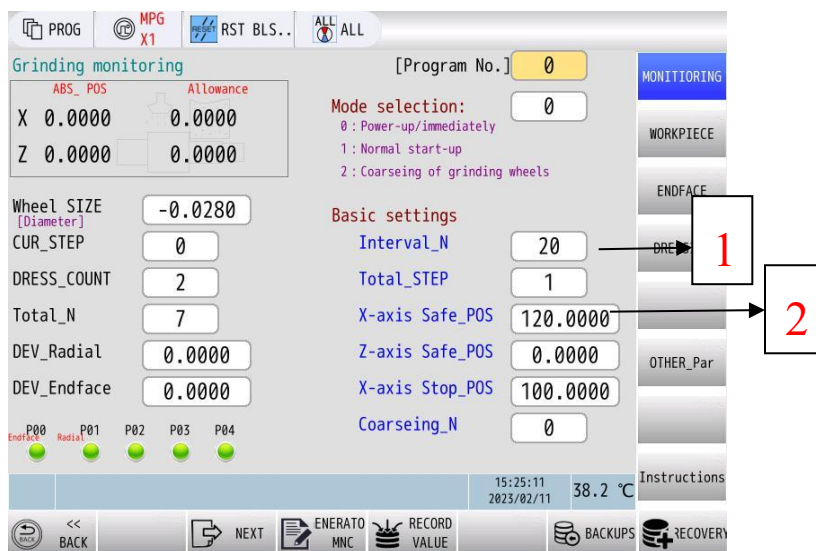 PROG
MPG
X1
RESET
RST BLS..
ALL
ALL
Grinding monitoring
[Program No.]
0
MONITIORING
ABS_ POS
Allowance
X 0.0000 0.0000
Z 0.0000 0.0000
Mode selection:
0
0 : Power-up/immediately
1 : Normal start-up
2 : Coarseing of grinding wheels
WORKPIECE
ENDFACE
Wheel SIZE
[Diameter]
-0.0280
Basic settings
CUR_STEP
0
Interval_N
20
1
DRESS_COUNT
2
Total_STEP
1
Total_N
7
X-axis Safe_POS
120.0000
2
DEV_Radial
0.0000
Z-axis Safe_POS
0.0000
OTHER_Par
DEV_Endface
0.0000
X-axis Stop_POS
100.0000
Coarseing_N
0
P00
Endface
Radial
P01
P02
P03
P04
15:25:11
2023/02/11
38.2 ℃
Instructions
BACK
<<
BACK
NEXT
ENERATO
MNC
RECORD
VALUE
BACKUPS
RECOVERY